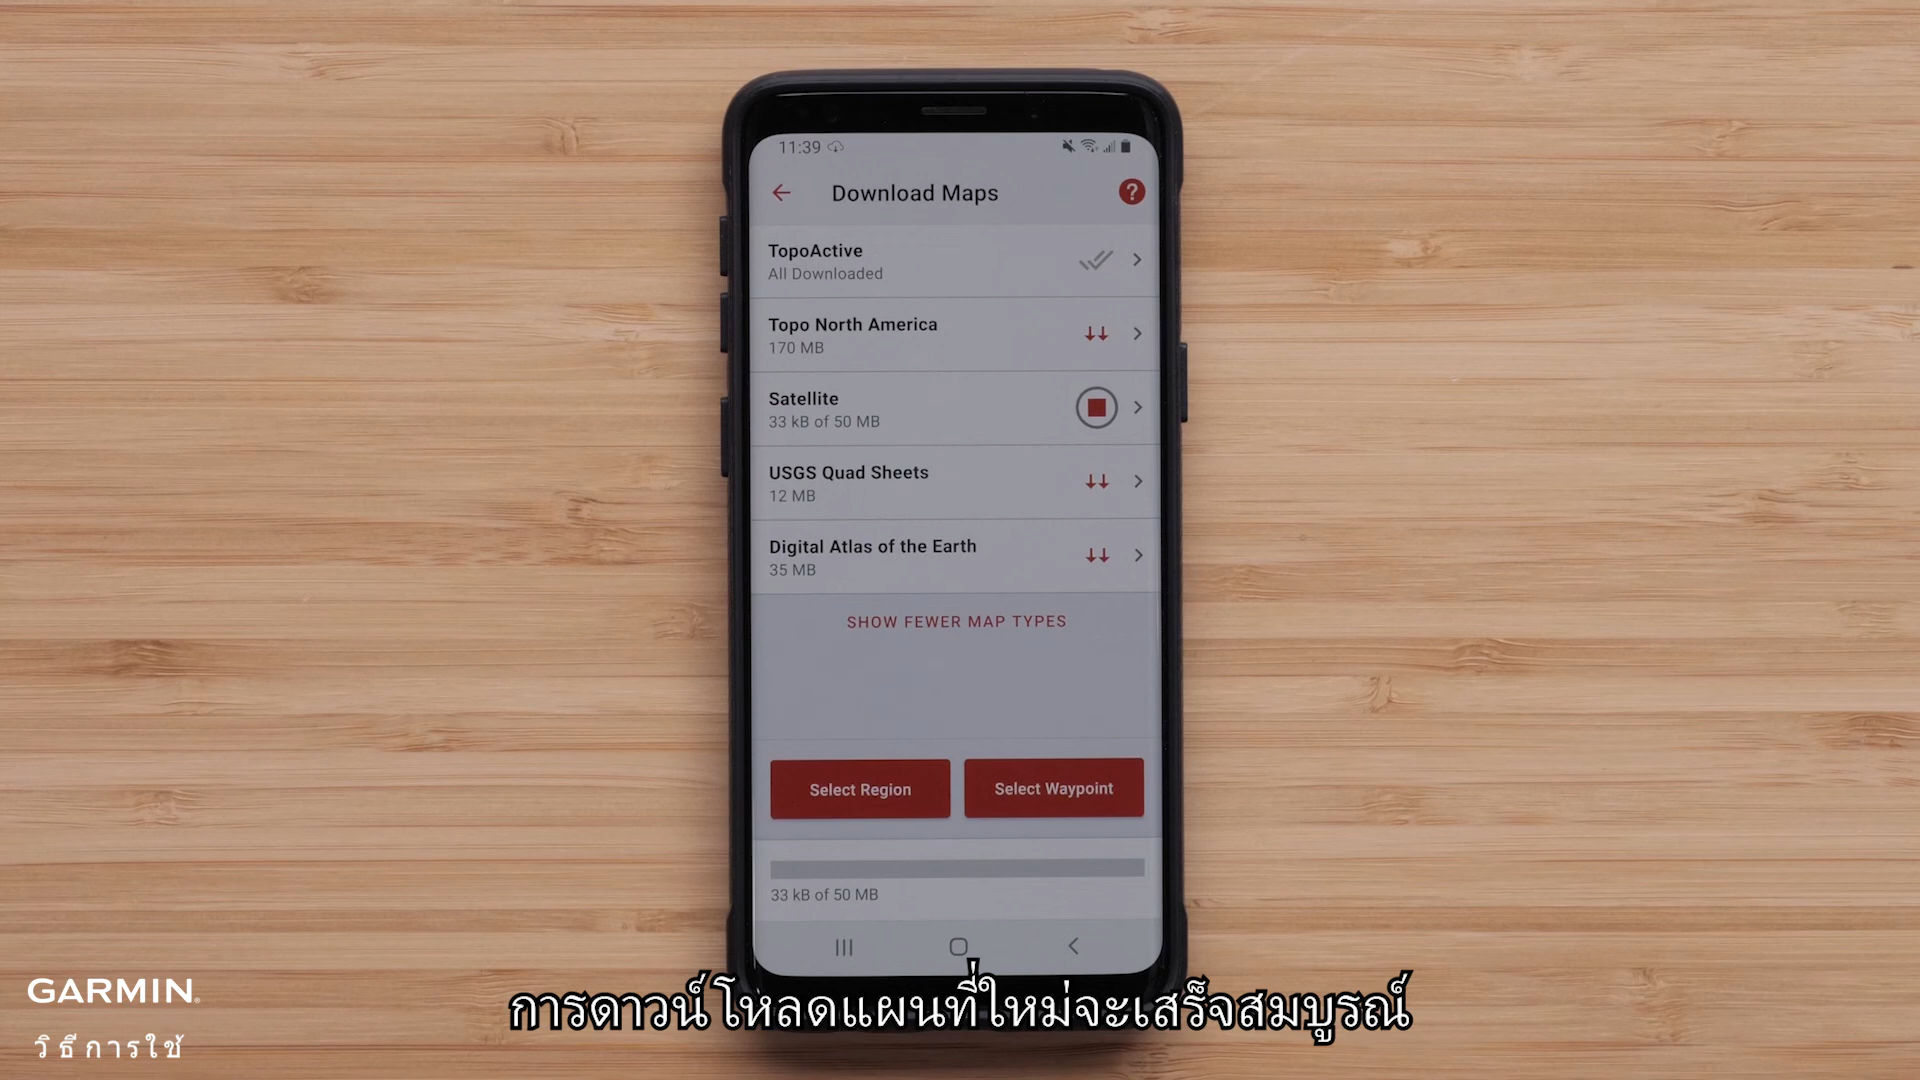 11:39
Download Maps
?
TopoActive
All Downloaded
Topo North America
170 MB
Satellite
33 kB of 50 MB
USGS Quad Sheets
12 MB
Digital Atlas of the Earth
35 MB
SHOW FEWER MAP TYPES
Select Region
Select Waypoint
33 kB of 50 MB
การดาวน์โหลดแผนที่ใหม่จะเสร็จสมบูรณ์
GARMIN®
วิธีการใช้